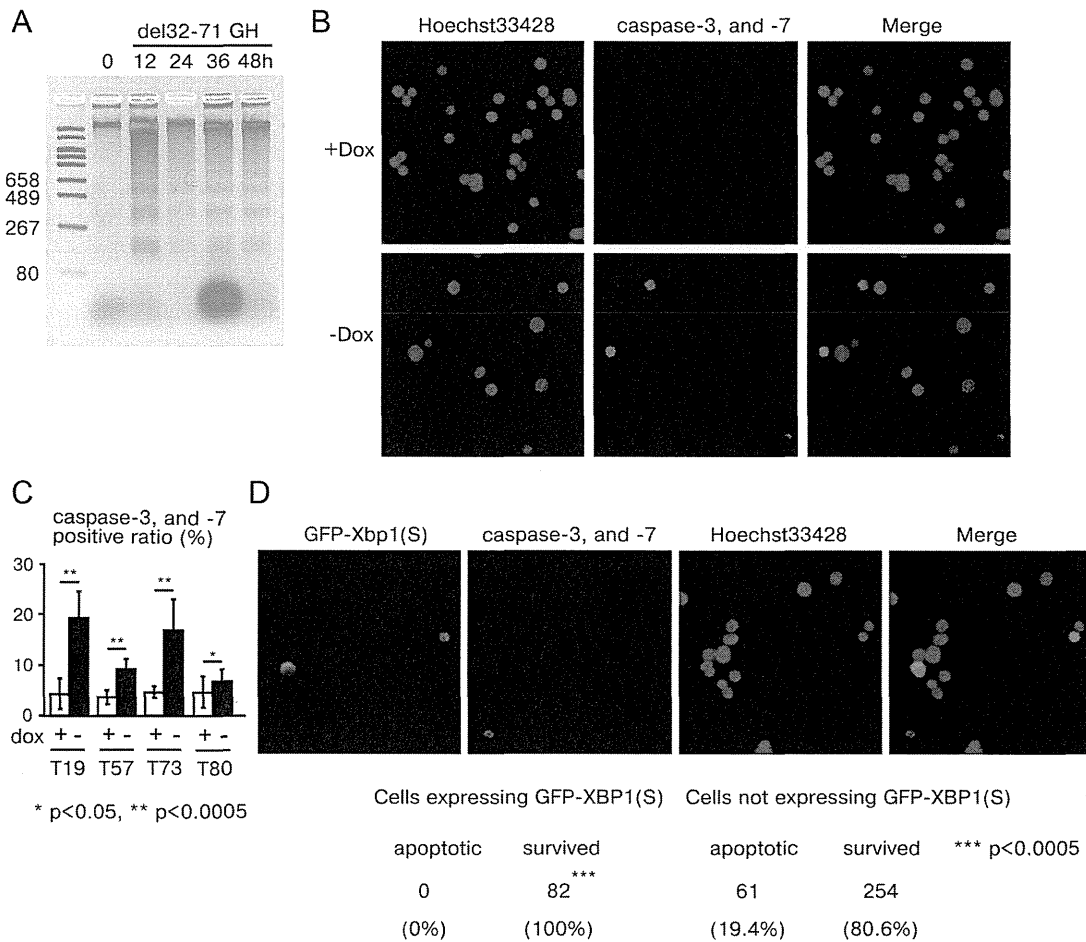 A
del32-71 GH
0 12 24 36 48h
658
489
267
80
B
Hoechst33428 caspase-3, and -7 Merge
+Dox
-Dox
C
caspase-3, and -7
positive ratio (%)
30
20
10
0
** ** ** *
dox + - + - + - + -
T19 T57 T73 T80
* p<0.05, ** p<0.0005
D
GFP-Xbp1(S) caspase-3, and -7 Hoechst33428 Merge
Cells expressing GFP-XBP1(S) Cells not expressing GFP-XBP1(S)
apoptotic survived apoptotic survived *** p<0.0005
0 82*** 61 254
(0%) (100%) (19.4%) (80.6%)